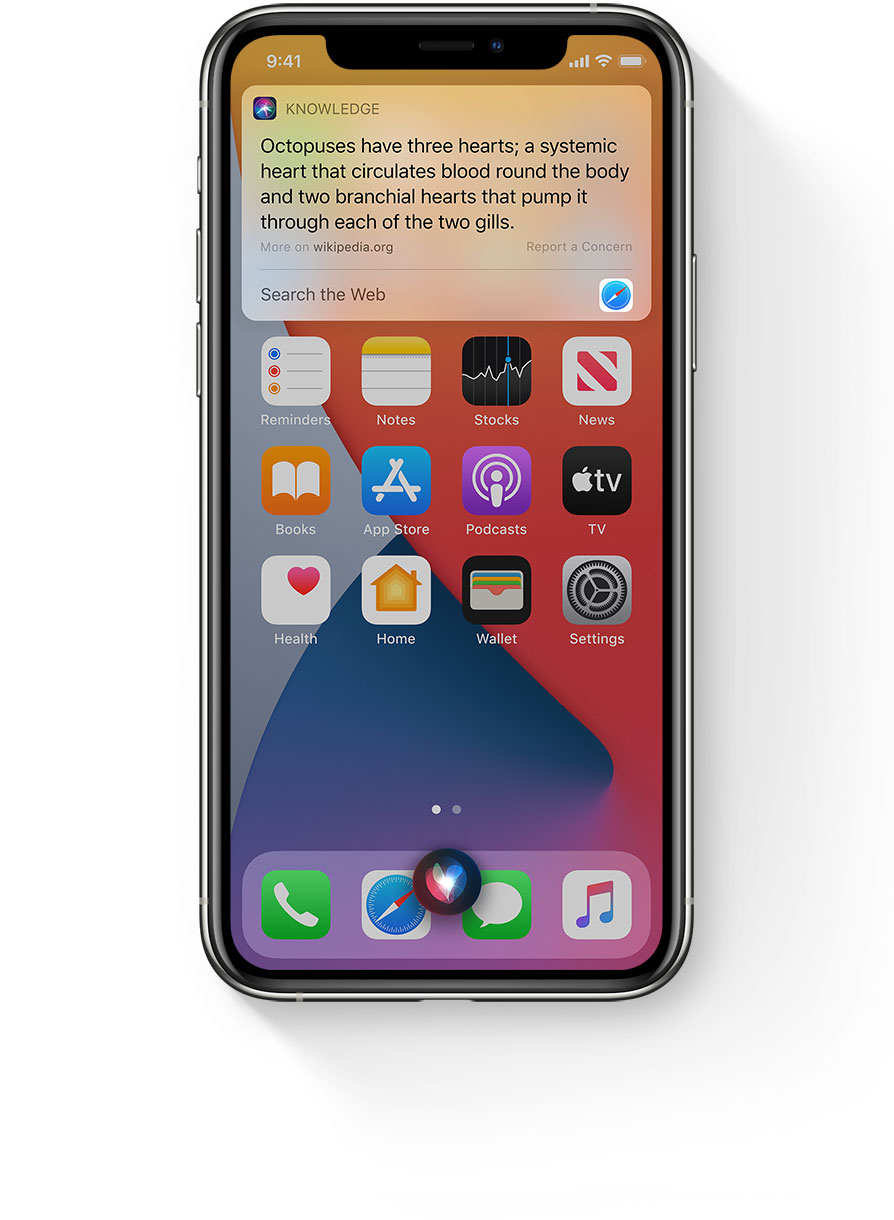 9:41
KNOWLEDGE
Octopuses have three hearts; a systemic
heart that circulates blood round the body
and two branchial hearts that pump it
through each of the two gills.
More on wikipedia.org Report a Concern
Search the Web
Reminders Notes Stocks News
tv
Books App Store Podcasts TV
Health Home Wallet Settings